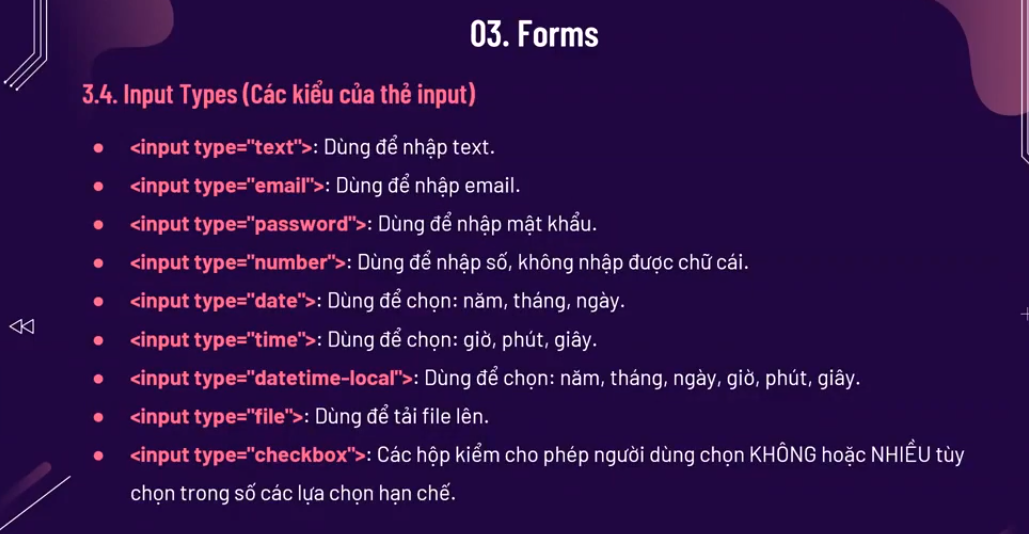 03. Forms
3.4. Input Types (Các kiểu của thẻ input)
● <input type="text">: Dùng để nhập text.
● <input type="email">: Dùng để nhập email.
● <input type="password">: Dùng để nhập mật khẩu.
● <input type="number">: Dùng để nhập số, không nhập được chữ cái.
● <input type="date">: Dùng để chọn: năm, tháng, ngày.
● <input type="time">: Dùng để chọn: giờ, phút, giây.
● <input type="datetime-local">: Dùng để chọn: năm, tháng, ngày, giờ, phút, giây.
● <input type="file">: Dùng để tải file lên.
● <input type="checkbox">: Các hộp kiểm cho phép người dùng chọn KHÔNG hoặc NHIỀU tùy
chọn trong số các lựa chọn hạn chế.